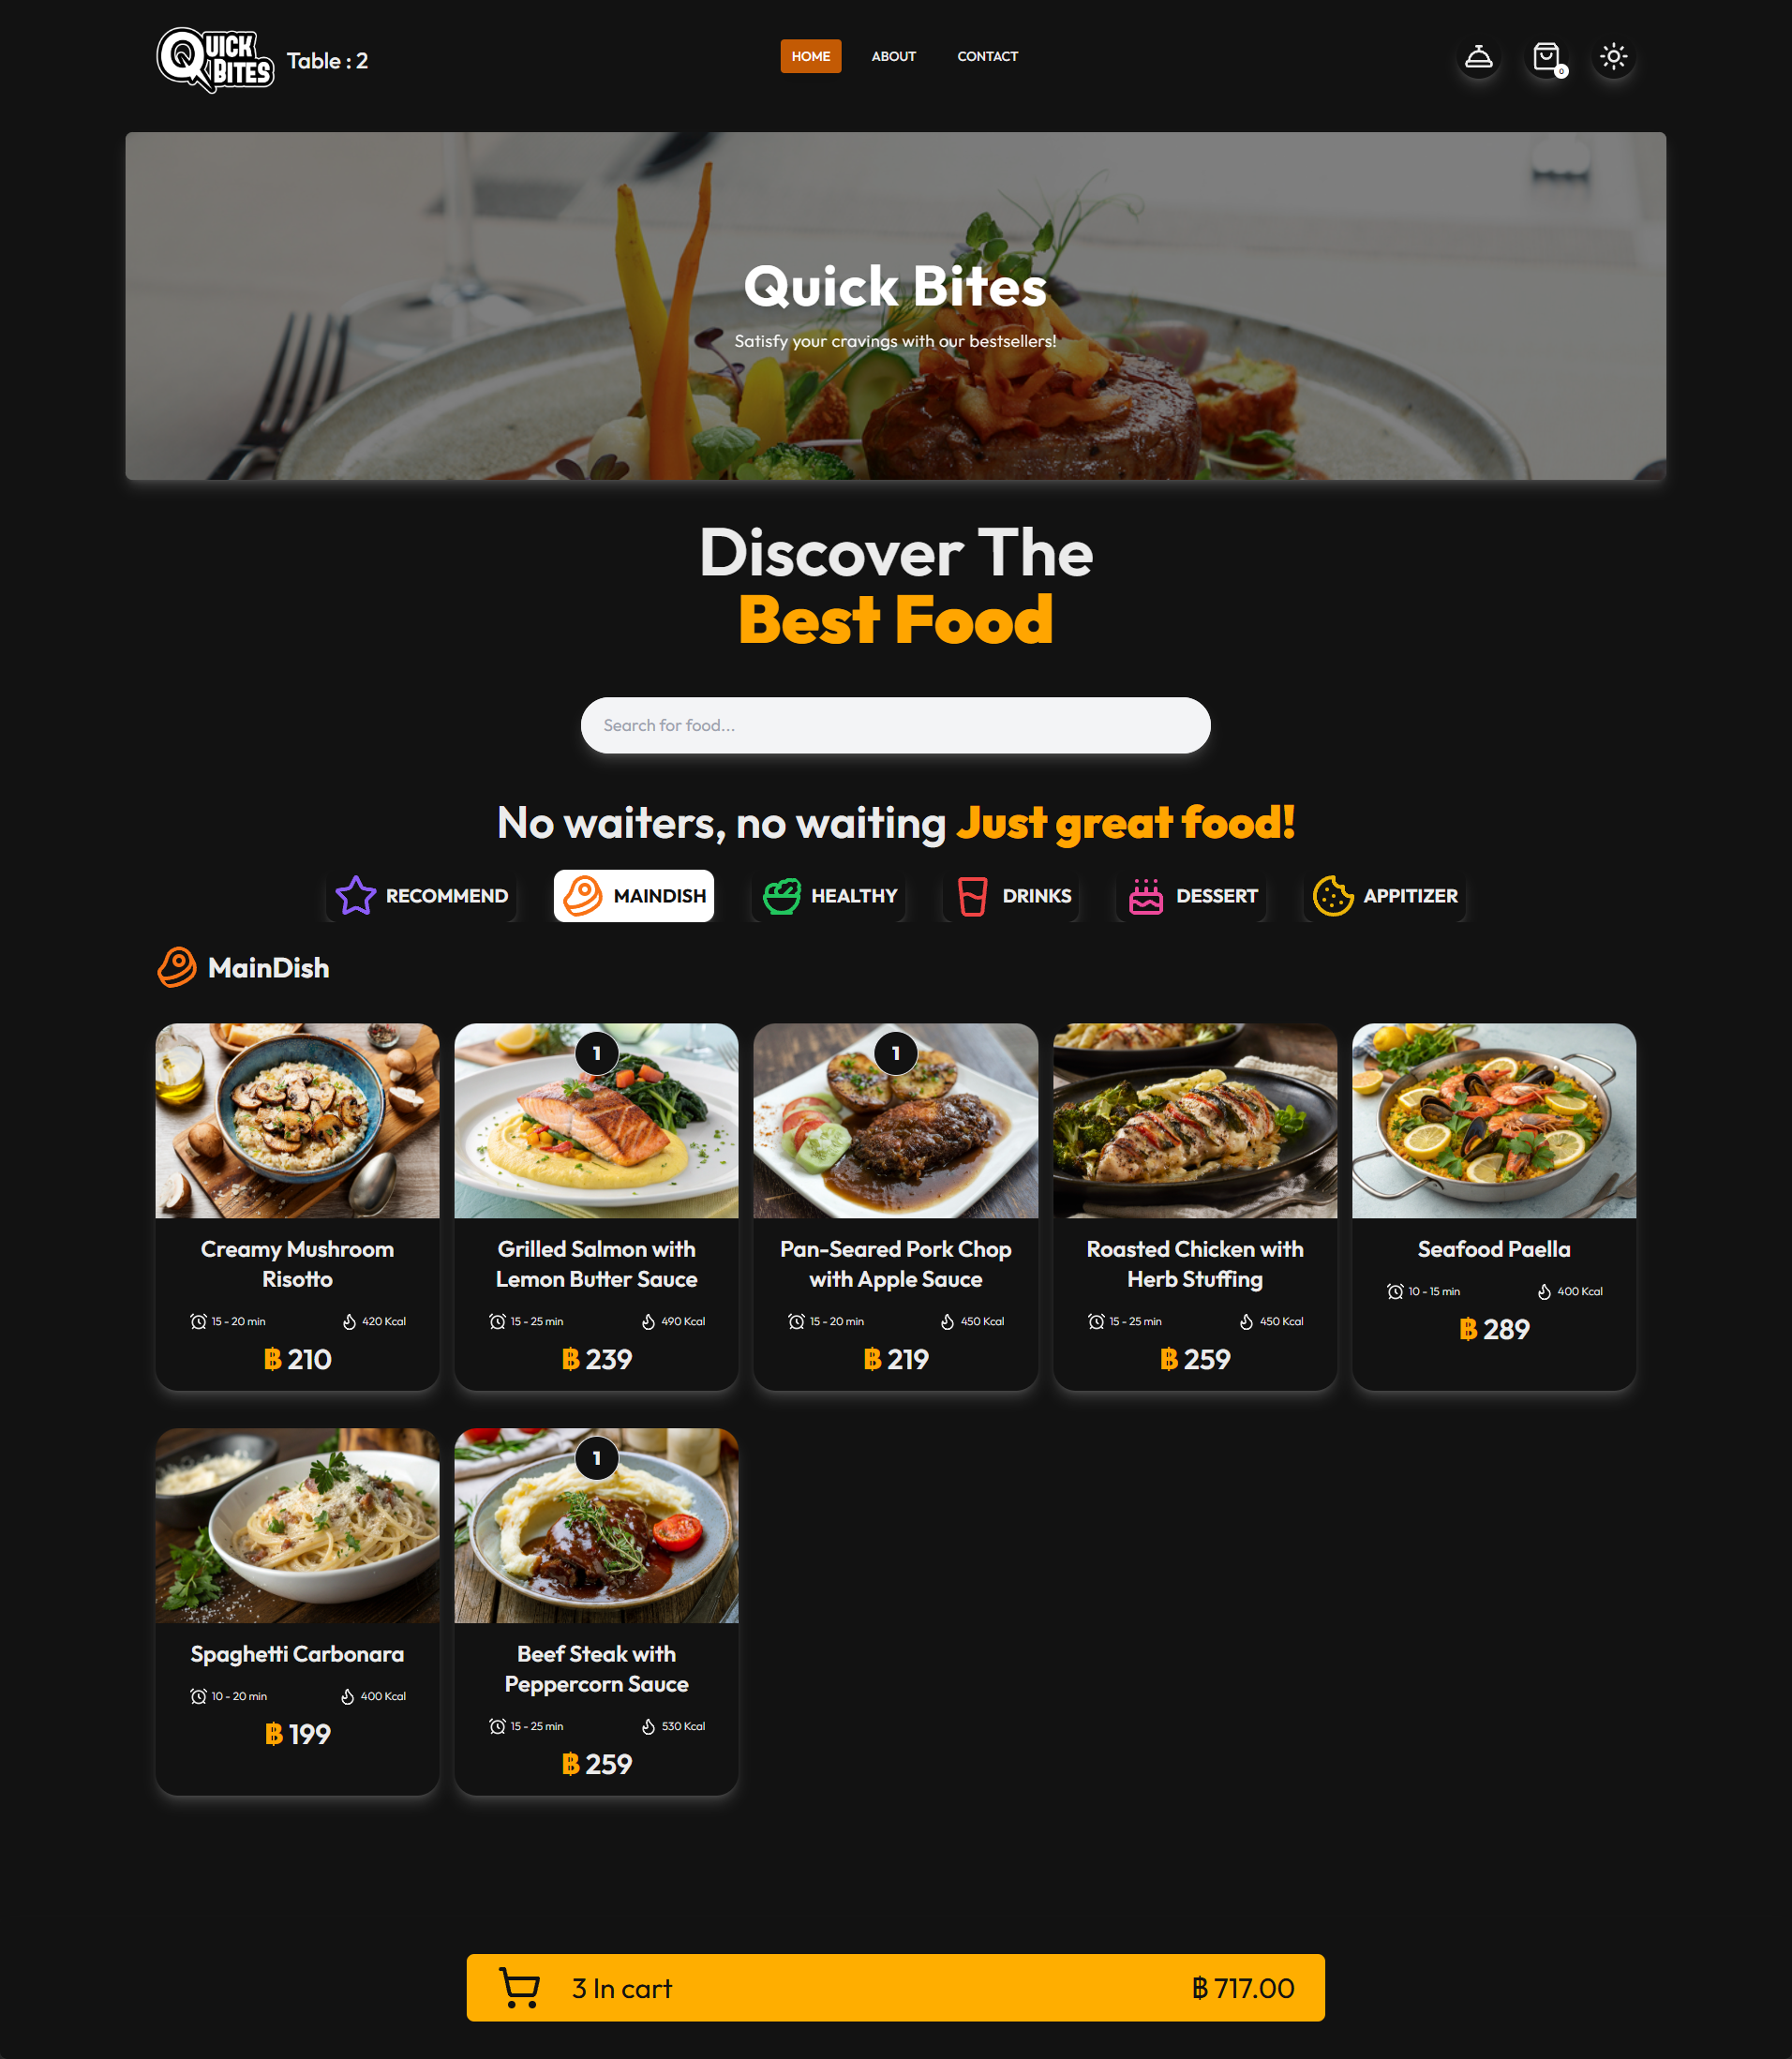 QUICK
BITES
Table : 2
HOME
ABOUT
CONTACT
0
Quick Bites
Satisfy your cravings with our bestsellers!
Discover The
Best Food
Search for food...
No waiters, no waiting Just great food!
RECOMMEND
MAINDISH
HEALTHY
DRINKS
DESSERT
APPITIZER
MainDish
Creamy Mushroom
Risotto
15 - 20 min
420 Kcal
฿ 210
1
Grilled Salmon with
Lemon Butter Sauce
15 - 25 min
490 Kcal
฿ 239
1
Pan-Seared Pork Chop
with Apple Sauce
15 - 20 min
450 Kcal
฿ 219
Roasted Chicken with
Herb Stuffing
15 - 25 min
450 Kcal
฿ 259
Seafood Paella
10 - 15 min
400 Kcal
฿ 289
Spaghetti Carbonara
10 - 20 min
400 Kcal
฿ 199
1
Beef Steak with
Peppercorn Sauce
15 - 25 min
530 Kcal
฿ 259
3 In cart
฿ 717.00